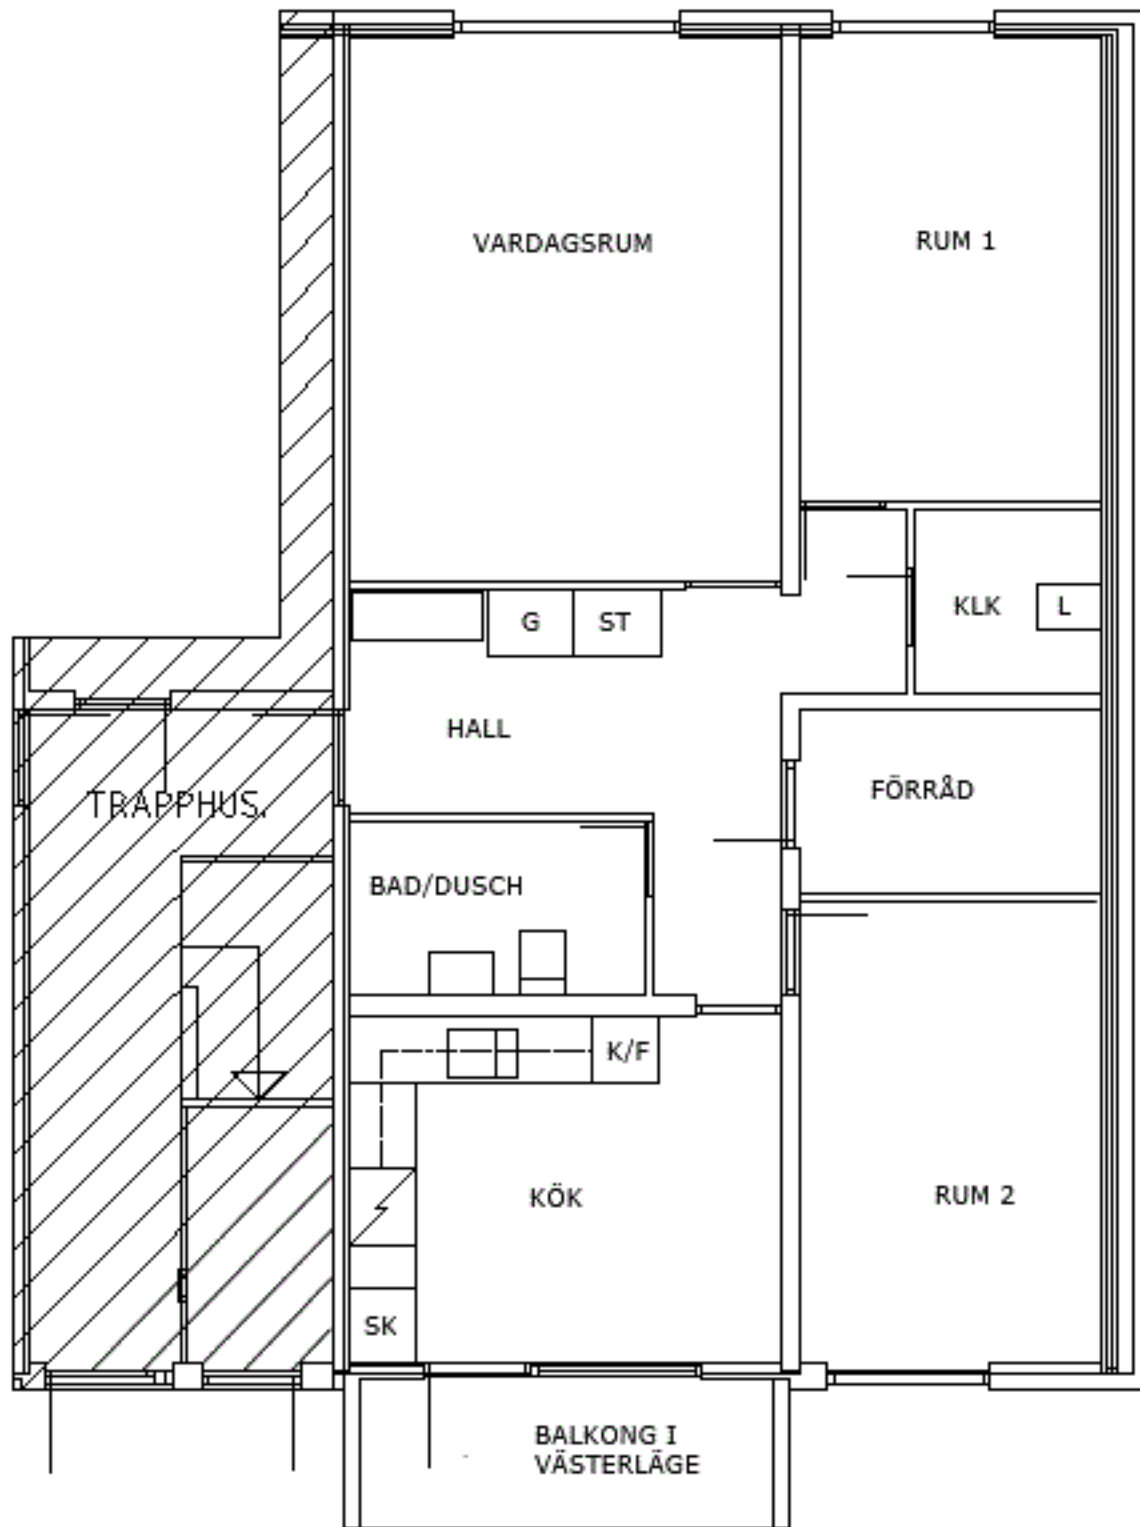 VARDAGSRUM
RUM 1
G
ST
KLK
L
HALL
FÖRRÅD
TRAPPHUS.
BAD/DUSCH
K/F
KÖK
RUM 2
SK
BALKONG I
VÄSTERLÄGE